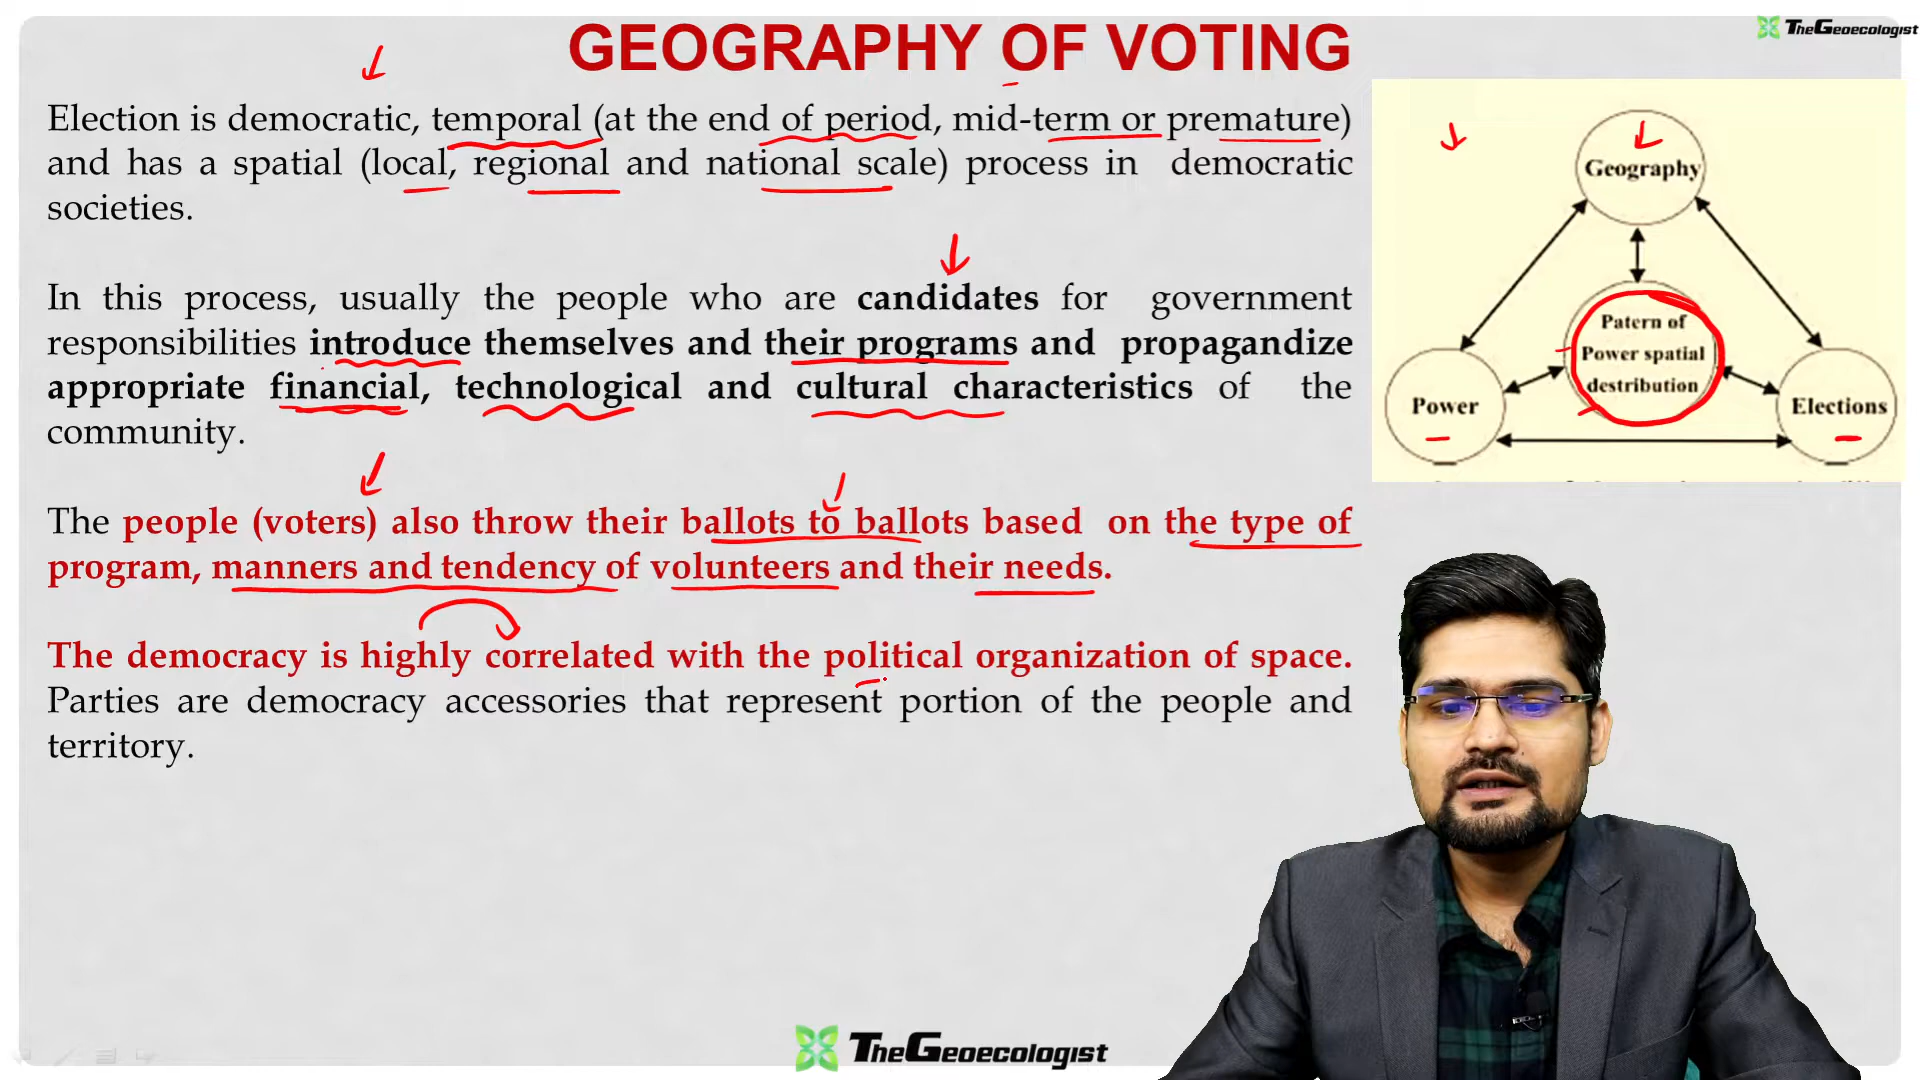 GEOGRAPHY OF VOTING
TheGeoecologist
Election is democratic, temporal (at the end of period, mid-term or premature)
and has a spatial (local, regional and national scale) process in democratic
societies.
In this process, usually the people who are candidates for government
responsibilities introduce themselves and their programs and propagandize
appropriate financial, technological and cultural characteristics of the
community.
The people (voters) also throw their ballots to ballots based on the type of
program, manners and tendency of volunteers and their needs.
The democracy is highly correlated with the political organization of space.
Parties are democracy accessories that represent portion of the people and
territory.
Geography
Patern of
Power spatial
destribution
Power
Elections
TheGeoecologist